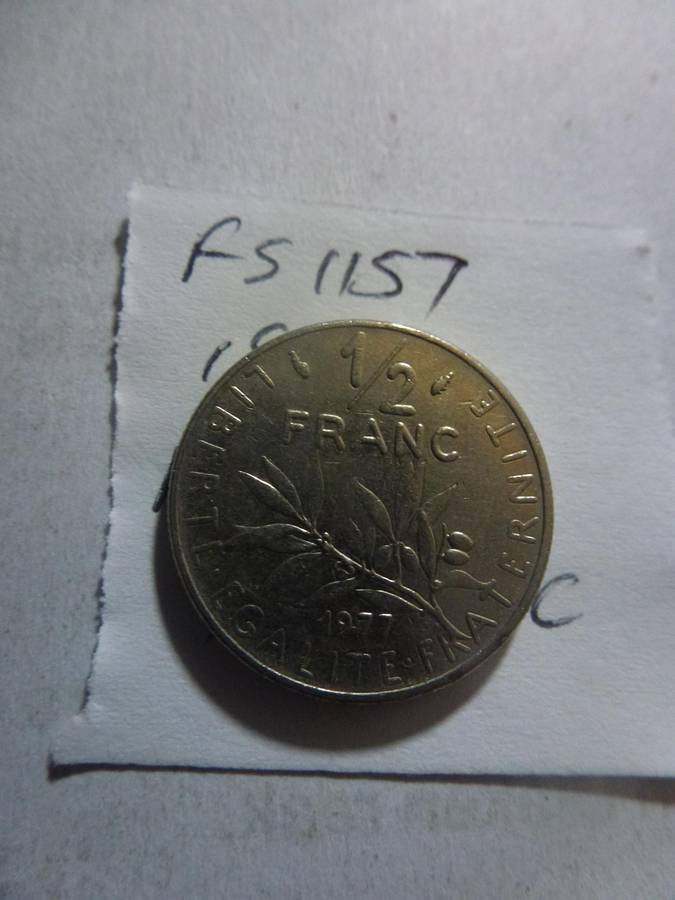 FS 1157
1/2
FRANC
LIBERTE·EGALITE·FRATERNITE
1977
C